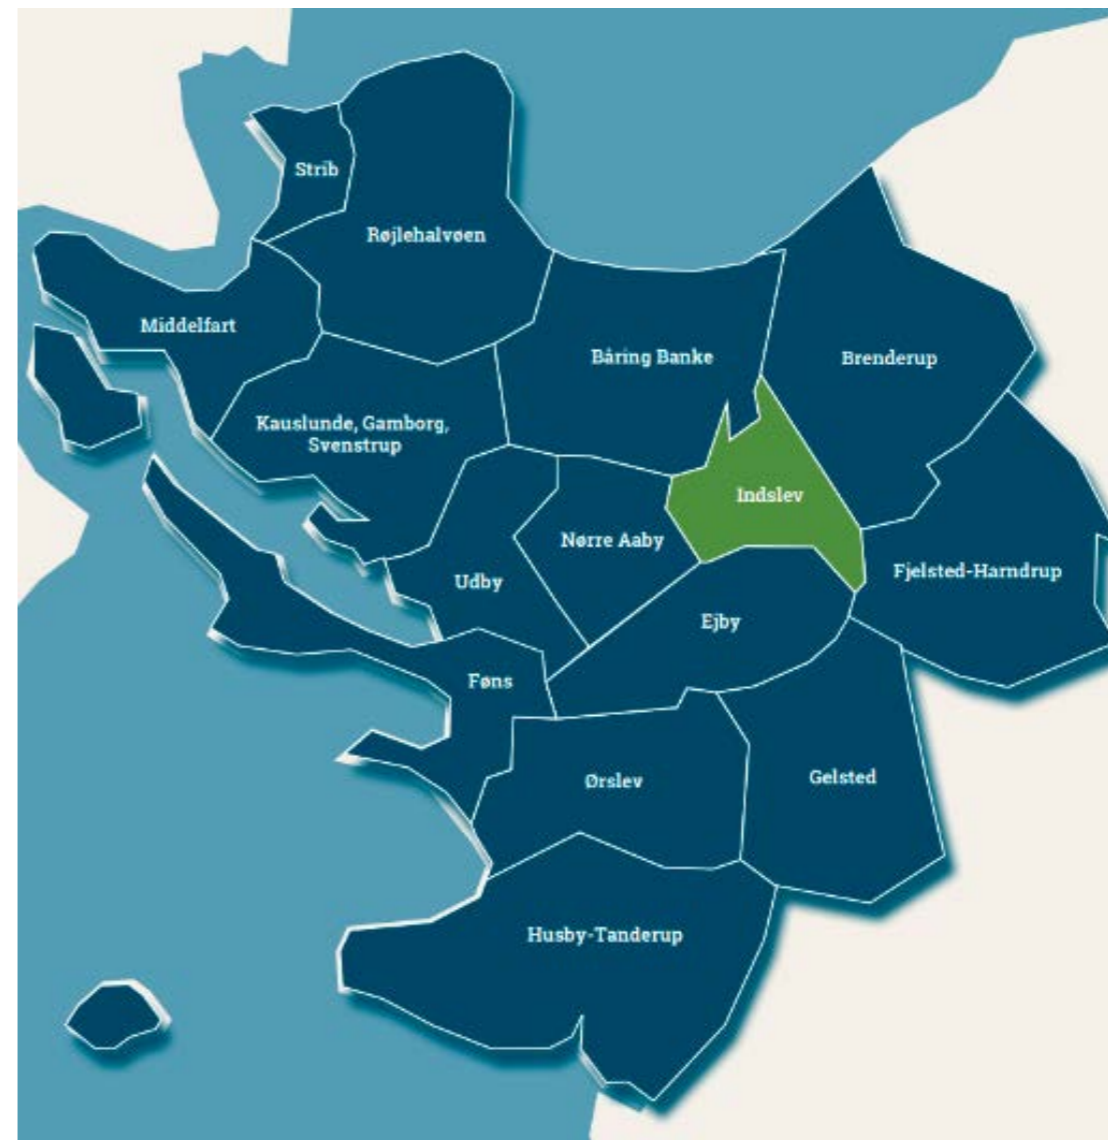 Strib
Røjlehalvøen
Middelfart
Båring Banke
Brenderup
Kauslunde, Gamborg,
Svenstrup
Indslev
Nørre Aaby
Fjelsted-Harndrup
Udby
Ejby
Føns
Ørslev
Gelsted
Husby-Tanderup